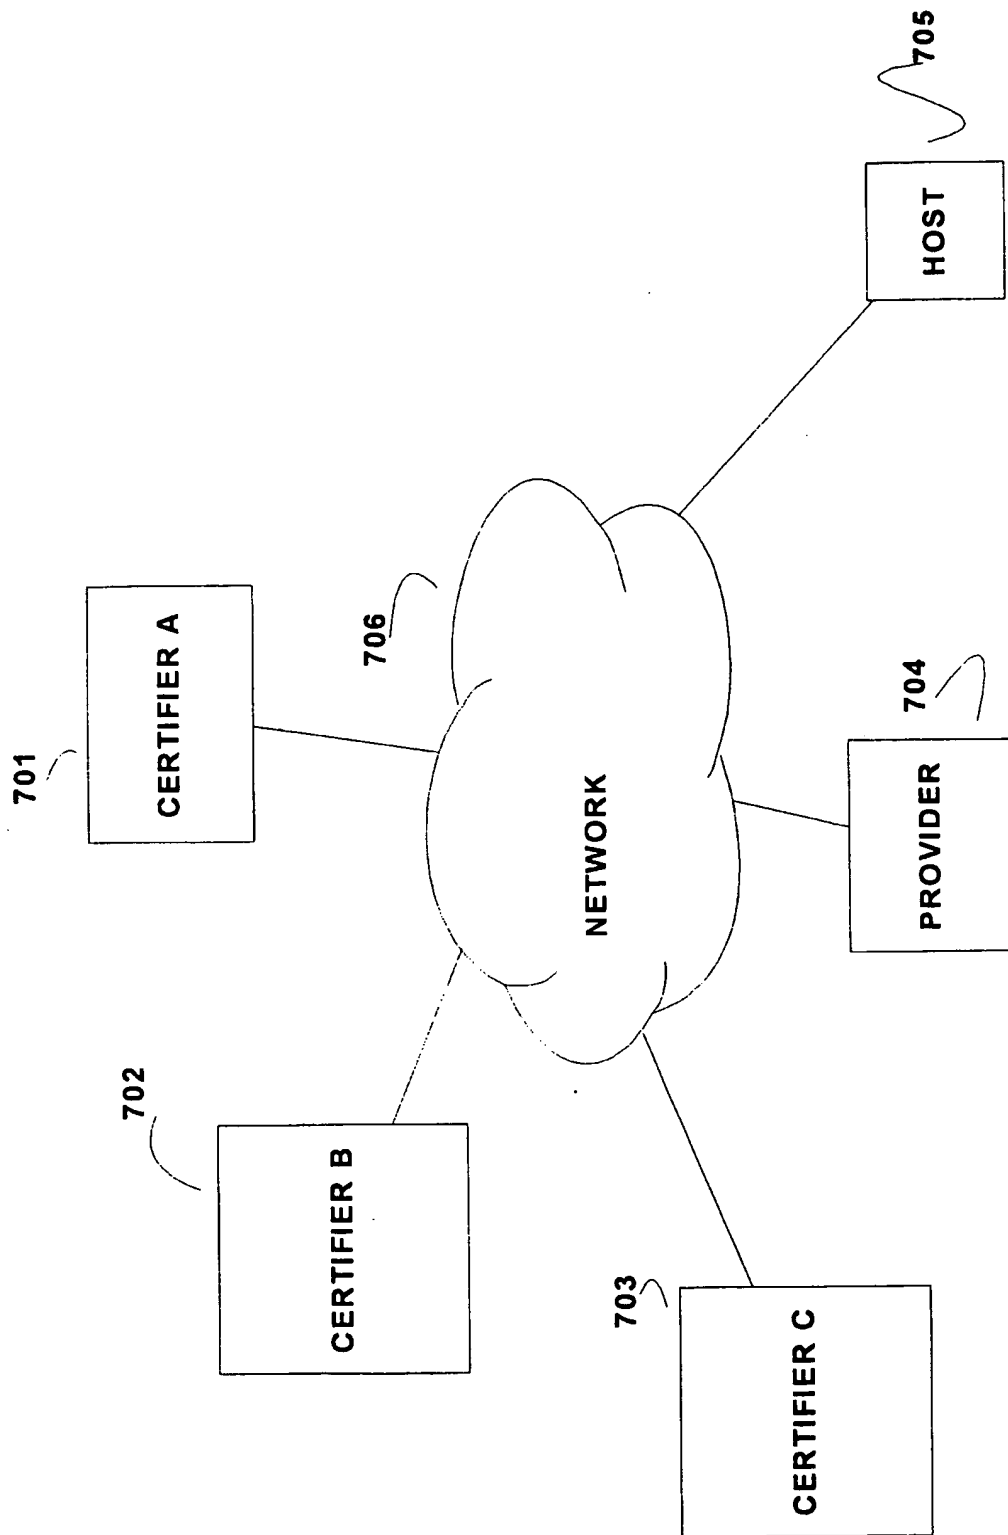 702
CERTIFIER B
701
CERTIFIER A
703
CERTIFIER C
706
NETWORK
704
PROVIDER
705
HOST